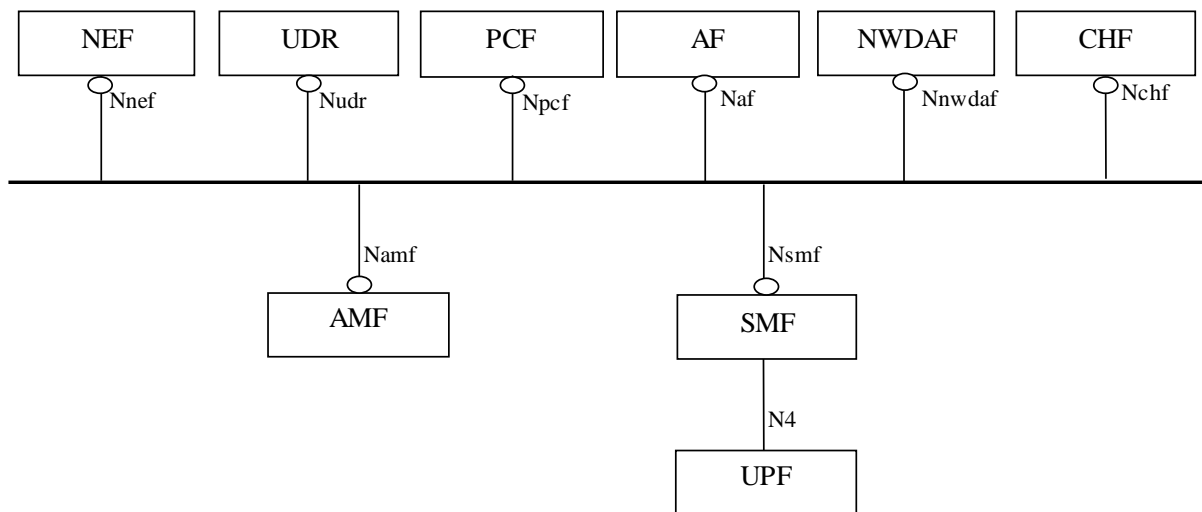 NEF UDR PCF AF NWDAF CHF
Nnef Nudr Npcf Naf Nnwdaf Nchf
Namf Nsmf
AMF SMF
N4
UPF